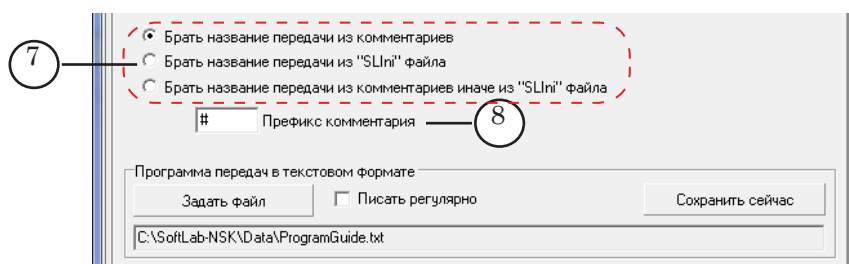 Брать название передачи из комментариев
7
Брать название передачи из "SLIni" файла
Брать название передачи из комментариев иначе из "SLIni" файла
# Префикс комментария 8
Программа передач в текстовом формате
Задать файл Писать регулярно Сохранить сейчас
C:\SoftLab-NSK\Data\ProgramGuide.txt